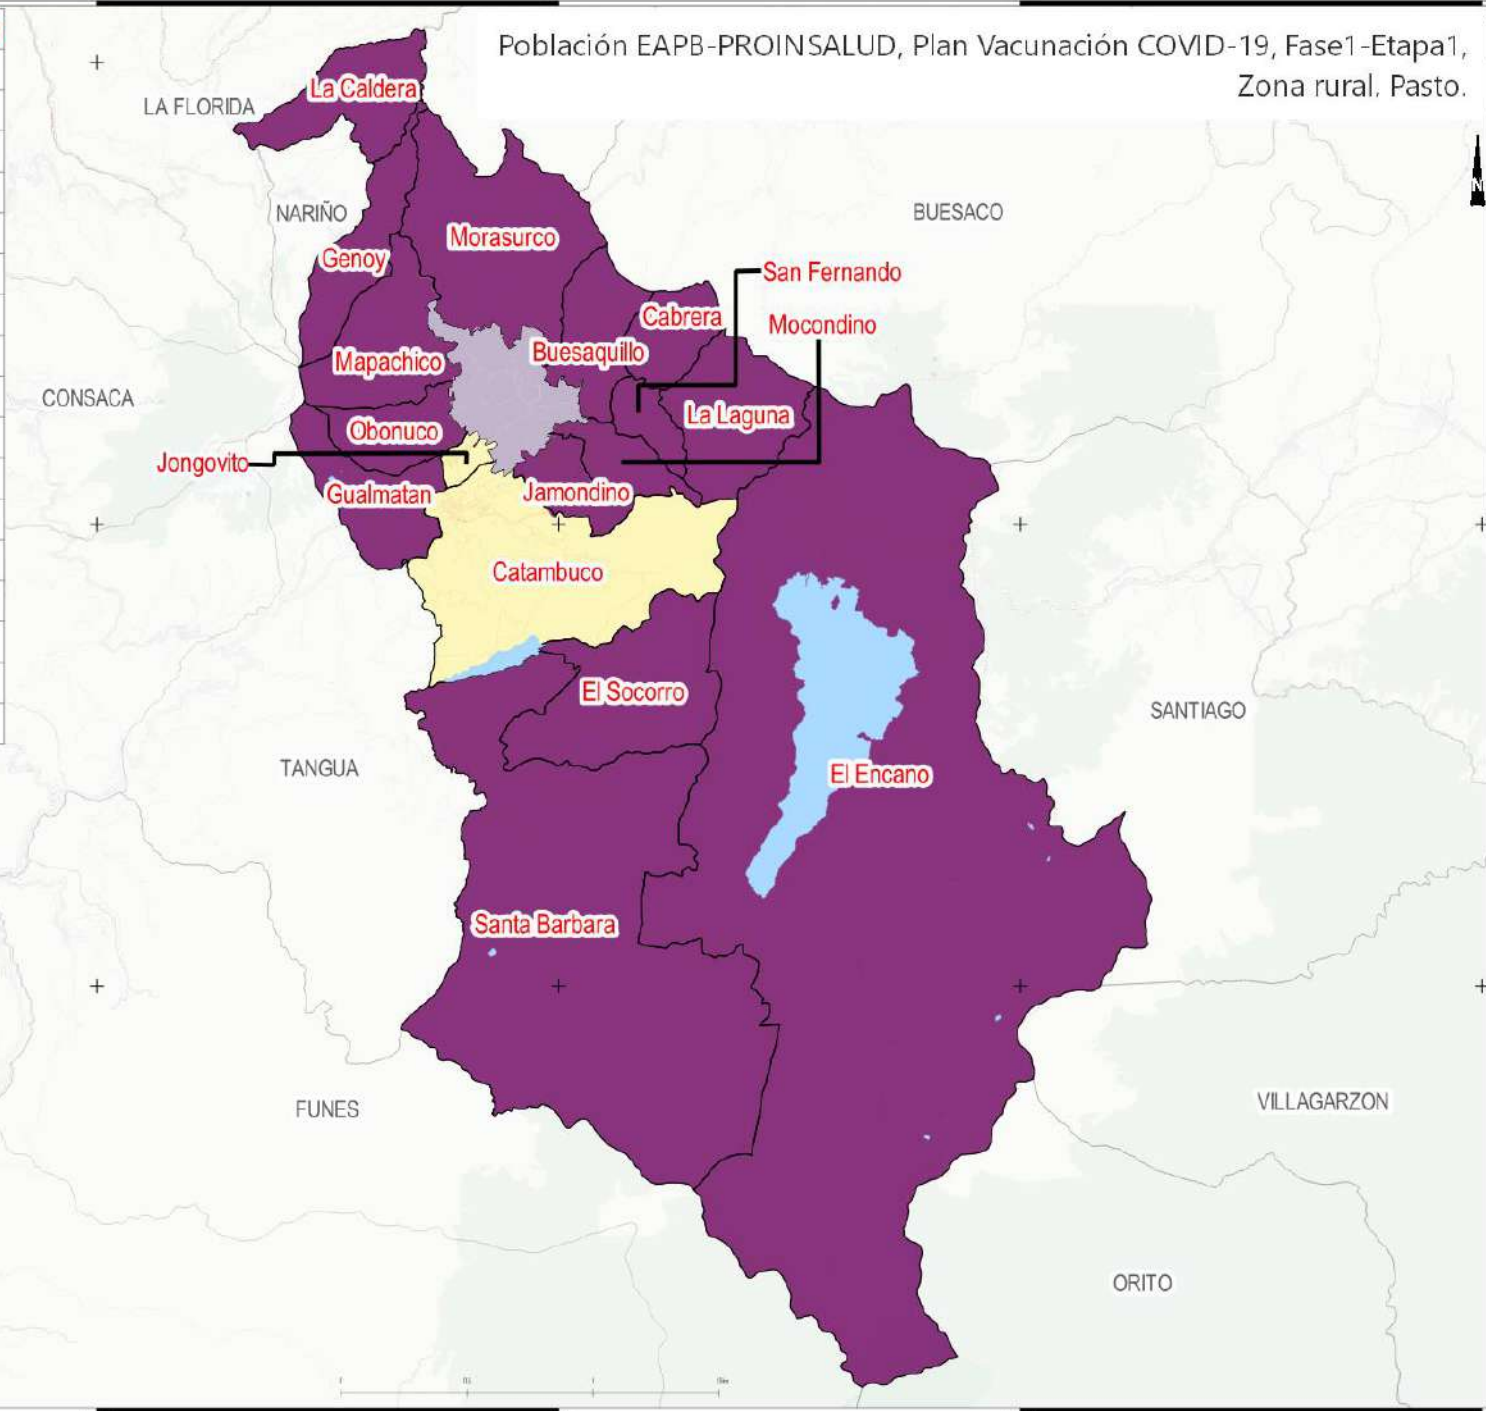 Población EAPB-PROINSALUD, Plan Vacunación COVID-19, Fase1-Etapa1,
Zona rural. Pasto.
La Caldera
LA FLORIDA
N
NARIÑO
BUESACO
Morasurco
Genoy
San Fernando
Cabrera
Mocondino
Buesaquillo
Mapachico
CONSACA
La Laguna
Obonuco
Jongovito
Gualmatan
Jamondino
Catambuco
El Socorro
SANTIAGO
TANGUA
El Encano
Santa Barbara
VILLAGARZON
FUNES
ORITO